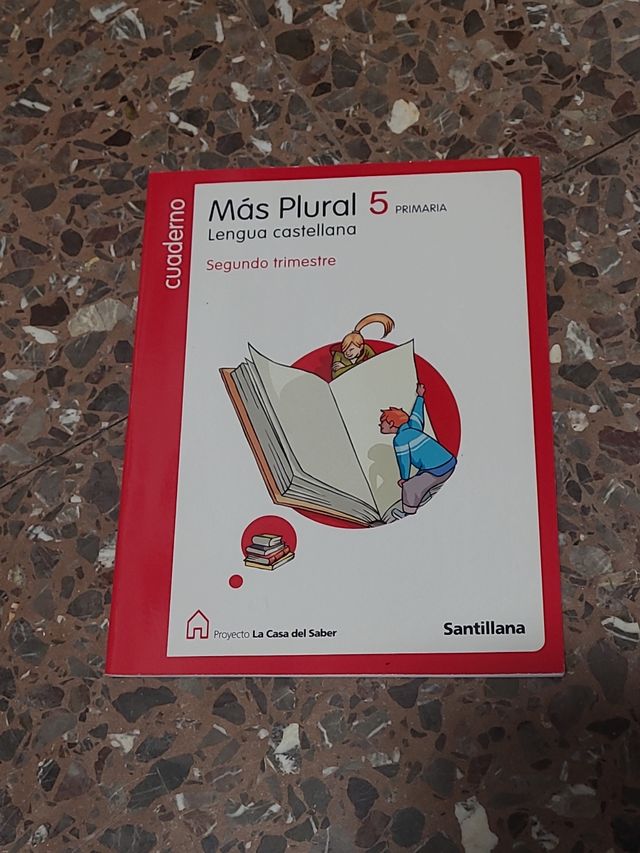 cuaderno
Más Plural 5 PRIMARIA
Lengua castellana
Segundo trimestre
Proyecto La Casa del Saber
Santillana